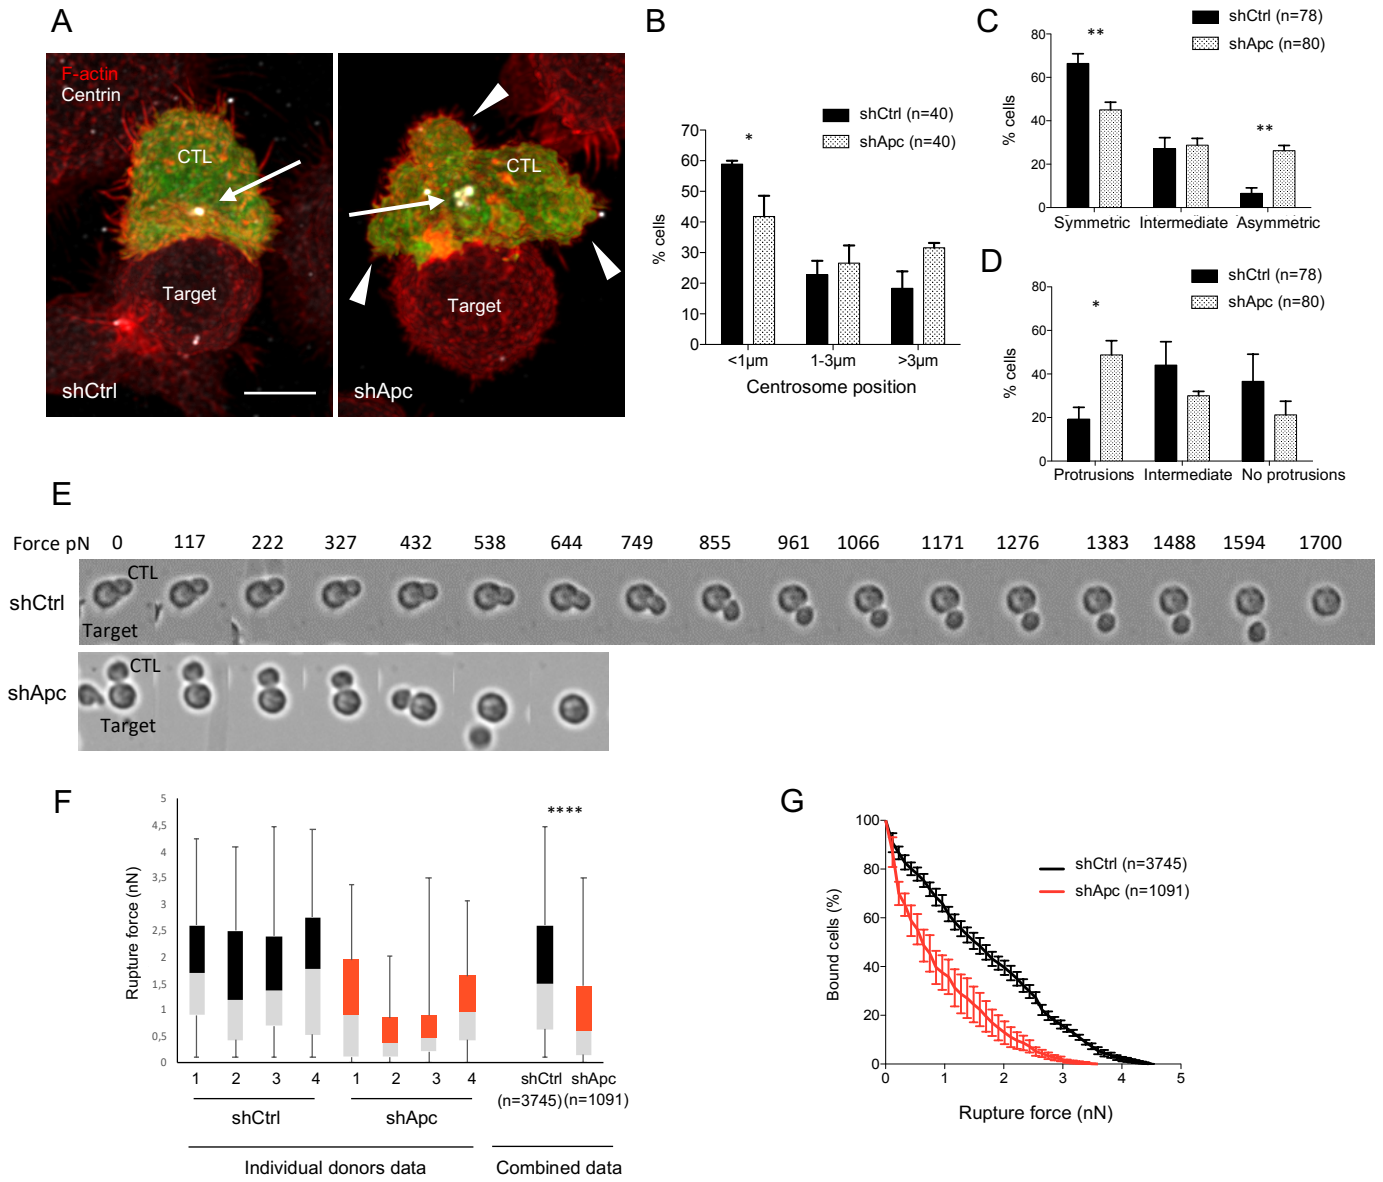 A
F-actin
Centrin
CTL
Target
shCtrl
CTL
Target
shApc
B
shCtrl (n=40)
shApc (n=40)
*
% cells
70
60
50
40
30
20
10
0
<1µm 1-3µm >3µm
Centrosome position
C
shCtrl (n=78)
shApc (n=80)
** **
% cells
80
60
40
20
0
Symmetric Intermediate Asymmetric
D
shCtrl (n=78)
shApc (n=80)
*
% cells
80
60
40
20
0
Protrusions Intermediate No protrusions
E
Force pN 0 117 222 327 432 538 644 749 855 961 1066 1171 1276 1383 1488 1594 1700
shCtrl
CTL
Target
shApc
CTL
Target
F
Rupture force (nN)
5
4,5
4
3,5
3
2,5
2
1,5
1
0,5
0
****
1 2 3 4 1 2 3 4
shCtrl shApc
shCtrl shApc
(n=3745) (n=1091)
Individual donors data Combined data
G
shCtrl (n=3745)
shApc (n=1091)
Bound cells (%)
100
80
60
40
20
0
0 1 2 3 4 5
Rupture force (nN)